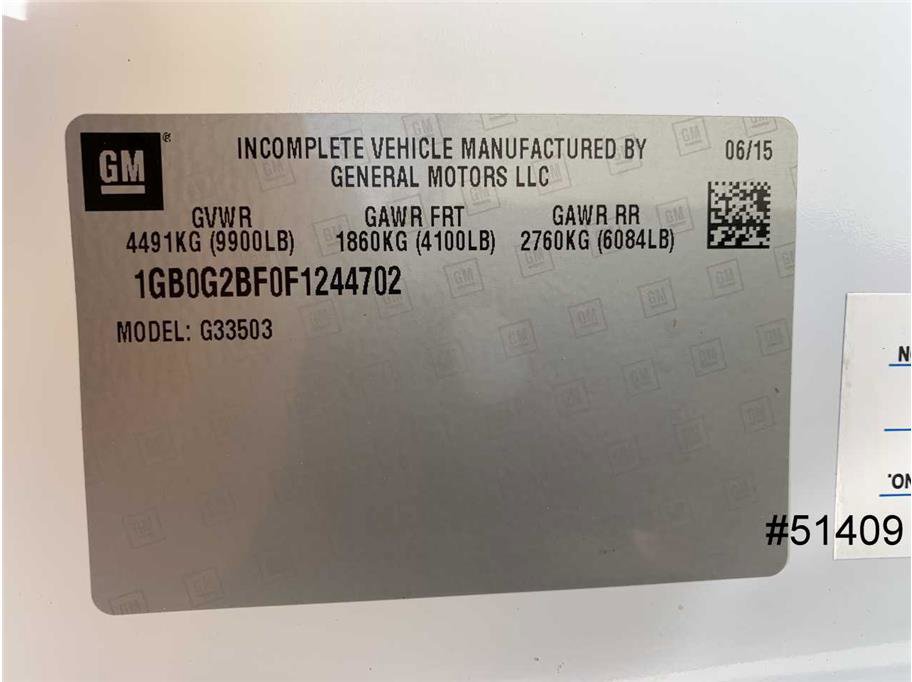 GM®
INCOMPLETE VEHICLE MANUFACTURED BY
GENERAL MOTORS LLC
06/15
GVWR GAWR FRT GAWR RR
4491KG (9900LB) 1860KG (4100LB) 2760KG (6084LB)
1GB0G2BF0F1244702
MODEL: G33503
NO.
#51409